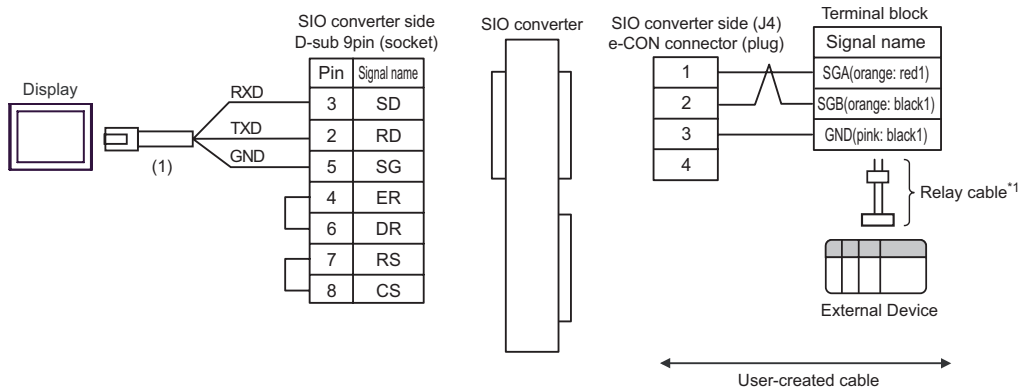 Display
(1)
RXD
TXD
GND
SIO converter side
D-sub 9pin (socket)
Pin Signal name
3 SD
2 RD
5 SG
4 ER
6 DR
7 RS
8 CS
SIO converter
SIO converter side (J4)
e-CON connector (plug)
1
2
3
4
Terminal block
Signal name
SGA(orange: red1)
SGB(orange: black1)
GND(pink: black1)
Relay cable*1
External Device
User-created cable